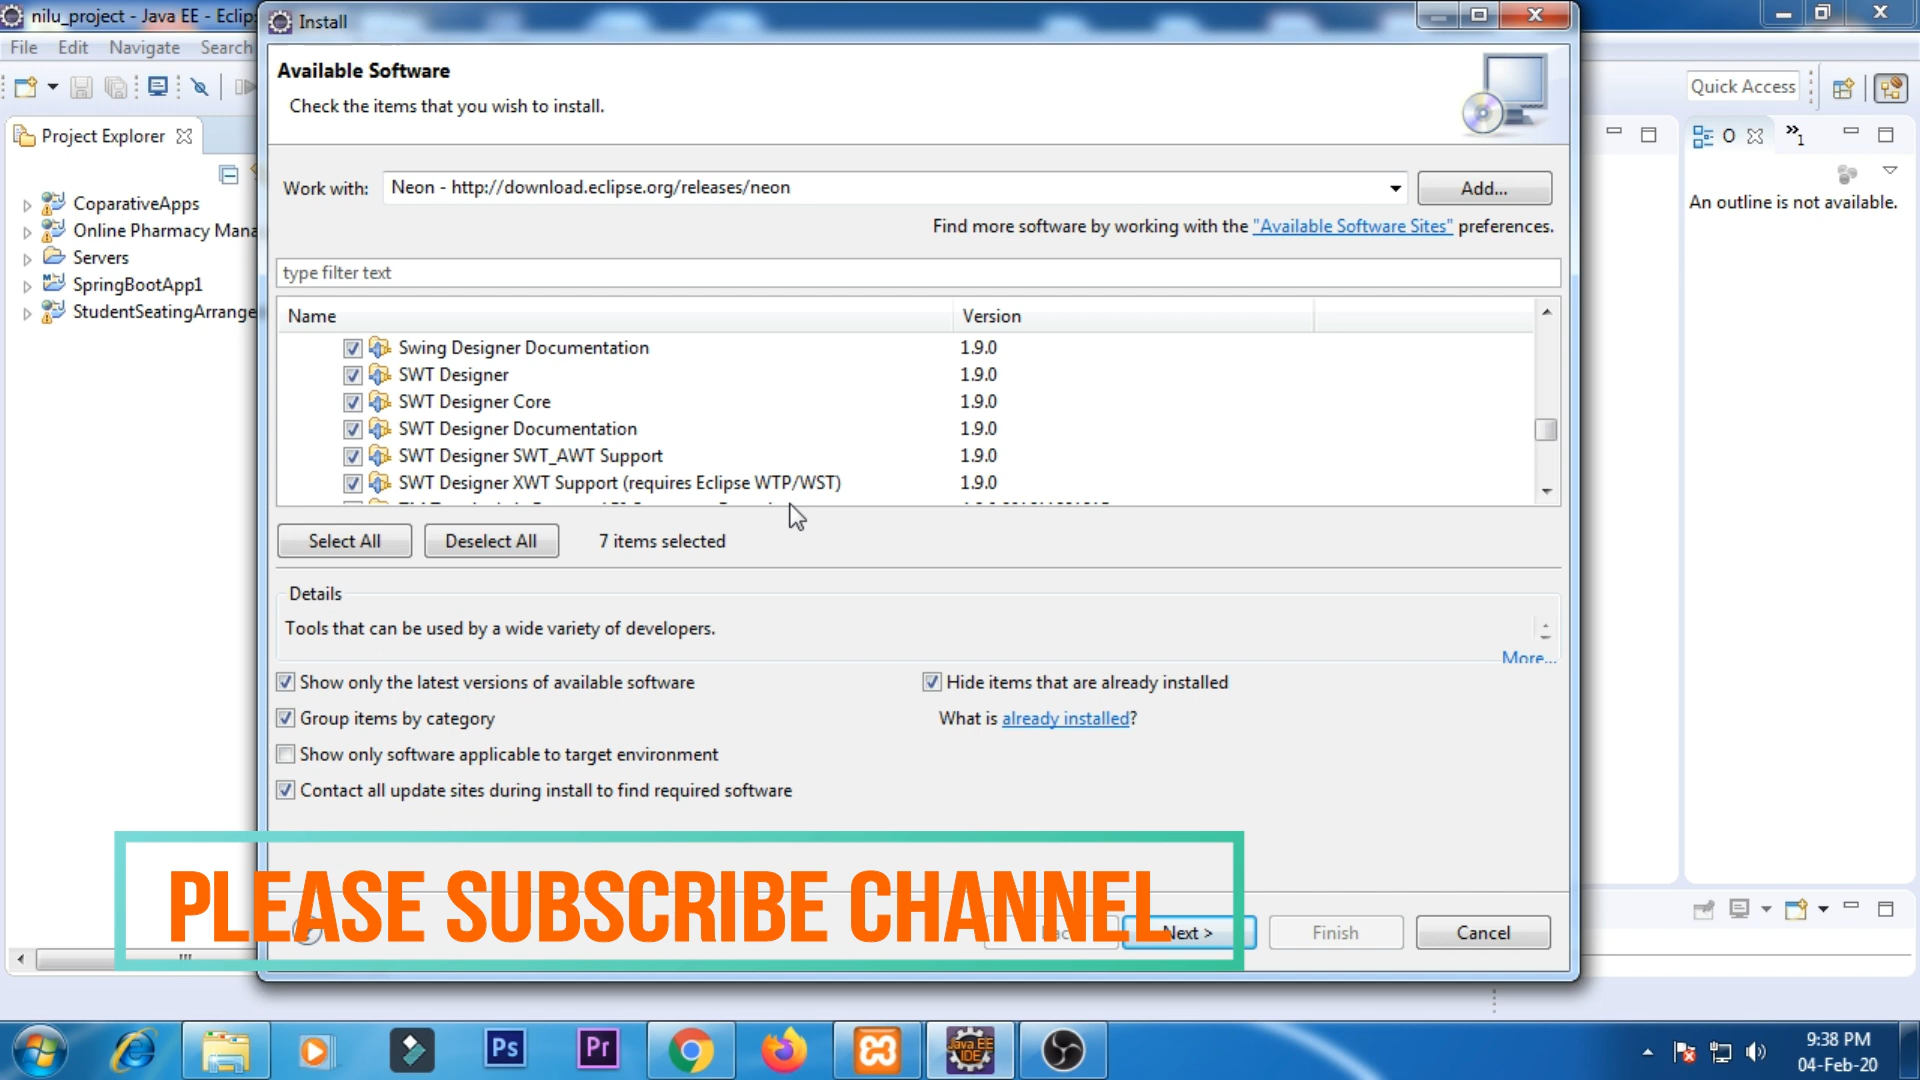 nilu_project - Java EE - Eclip
Install
File Edit Navigate Search
Available Software
Check the items that you wish to install.
Quick Access
Project Explorer
O
»1
Work with: Neon - http://download.eclipse.org/releases/neon
Add...
An outline is not available.
CoparativeApps
Online Pharmacy Mana
Servers
SpringBootApp1
StudentSeatingArrange
Find more software by working with the "Available Software Sites" preferences.
type filter text
Name Version
Swing Designer Documentation 1.9.0
SWT Designer 1.9.0
SWT Designer Core 1.9.0
SWT Designer Documentation 1.9.0
SWT Designer SWT_AWT Support 1.9.0
SWT Designer XWT Support (requires Eclipse WTP/WST) 1.9.0
Select All Deselect All 7 items selected
Details
Tools that can be used by a wide variety of developers.
More...
Show only the latest versions of available software
Hide items that are already installed
Group items by category
What is already installed?
Show only software applicable to target environment
Contact all update sites during install to find required software
PLEASE SUBSCRIBE CHANNEL
Next > Finish Cancel
Ps Pr
Java EE
IDE
9:38 PM
04-Feb-20